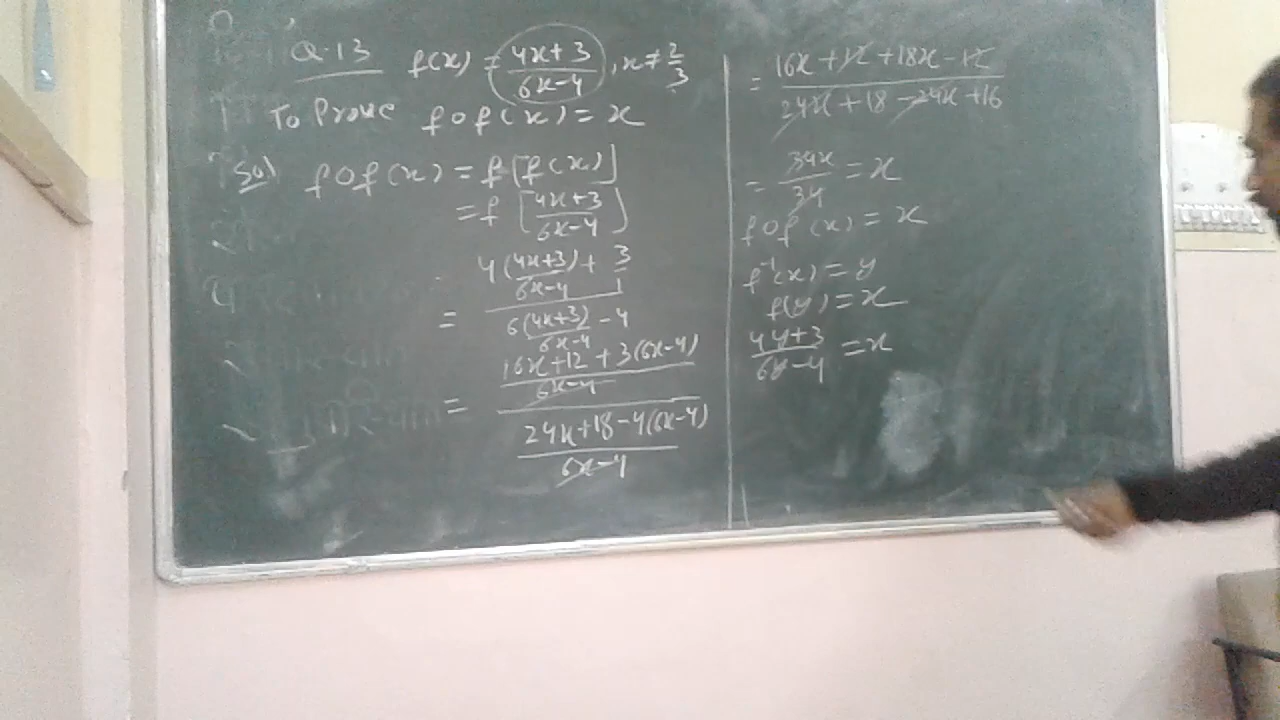 Q.13 f(x) = (4x+3)/(6x-4), x ≠ 2/3
To Prove fof(x) = x
Sol fof(x) = f[f(x)]
= f[(4x+3)/(6x-4)]
= (4(4x+3)/(6x-4) + 3/1)/(6(4x+3)/(6x-4) - 4)
= ((16x+12+3(6x-4))/(6x-4))/((24x+18-4(6x-4))/(6x-4))
= (16x+12+18x-12)/(24x+18-24x+16)
= 34x/34 = x
fof(x) = x
f⁻¹(x) = y
f(y) = x
(4y+3)/(6y-4) = x